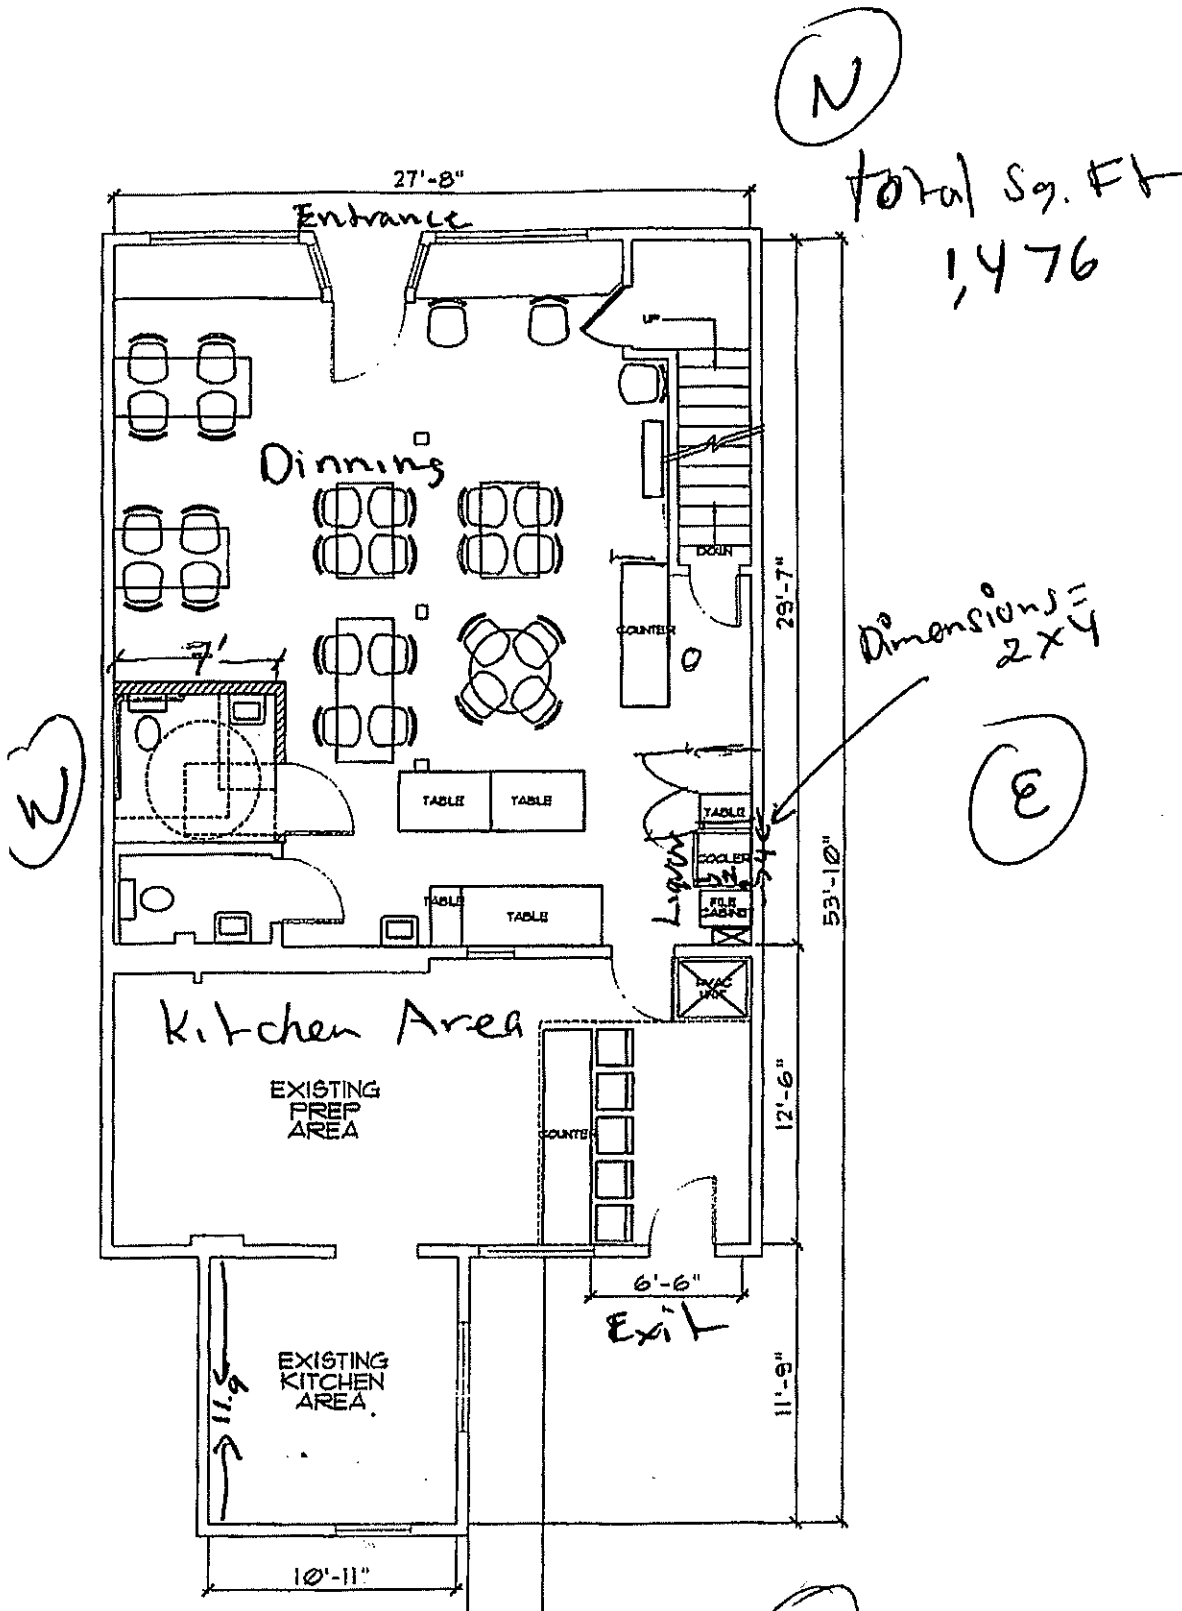 N
total Sq. Ft
1,476
27'-8"
Entrance
UP
Dinning
DOWN
29'-7"
COUNTER
Dimensions =
2x4
7'
W
E
TABLE TABLE
TABLE
COOLER
Liquor
FILE
CABINET
53'-10"
TABLE
TABLE
HVAC
UNIT
Kitchen Area
EXISTING
PREP
AREA
COUNTER
12'-6"
6'-6"
Exit
EXISTING
KITCHEN
AREA
11.9
11'-9"
10'-11"